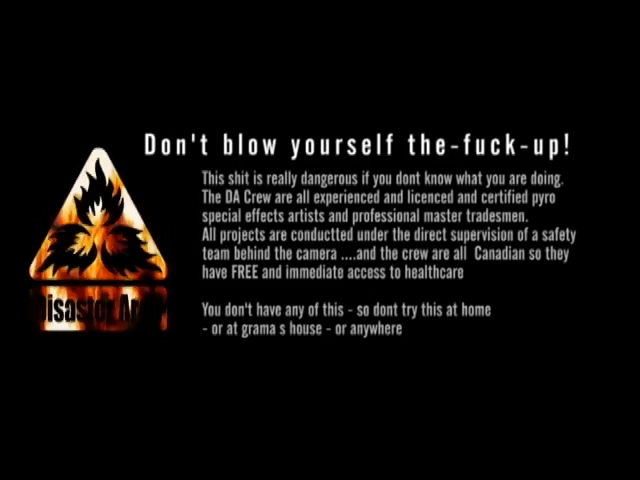 Don't blow yourself the-fuck-up!
This shit is really dangerous if you dont know what you are doing.
The DA Crew are all experienced and licenced and certified pyro
special effects artists and professional master tradesmen.
All projects are conductted under the direct supervision of a safety
team behind the camera ....and the crew are all Canadian so they
have FREE and immediate access to healthcare
Disaster
You don't have any of this - so dont try this at home
- or at grama s house - or anywhere